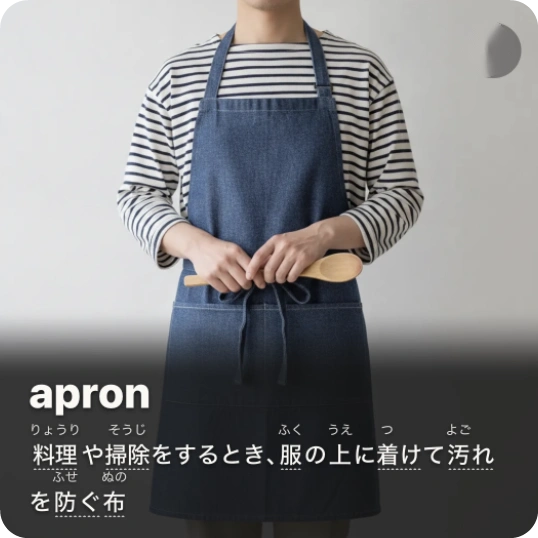 apron
りょうり そうじ ふく うえ つ よご
料理や掃除をするとき、服の上に着けて汚れ
ふせ ぬの
を防ぐ布